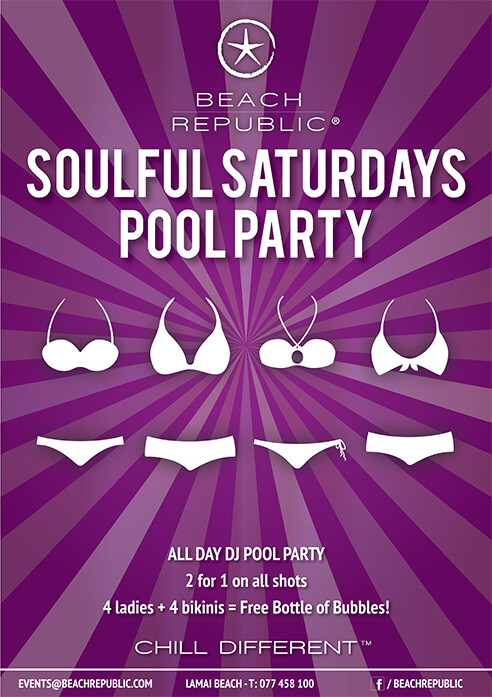 BEACH
REPUBLIC®
SOULFUL SATURDAYS
POOL PARTY
ALL DAY DJ POOL PARTY
2 for 1 on all shots
4 ladies + 4 bikinis = Free Bottle of Bubbles!
CHILL DIFFERENT™
EVENTS@BEACHREPUBLIC.COM LAMAI BEACH - T: 077 458 100 f / BEACHREPUBLIC